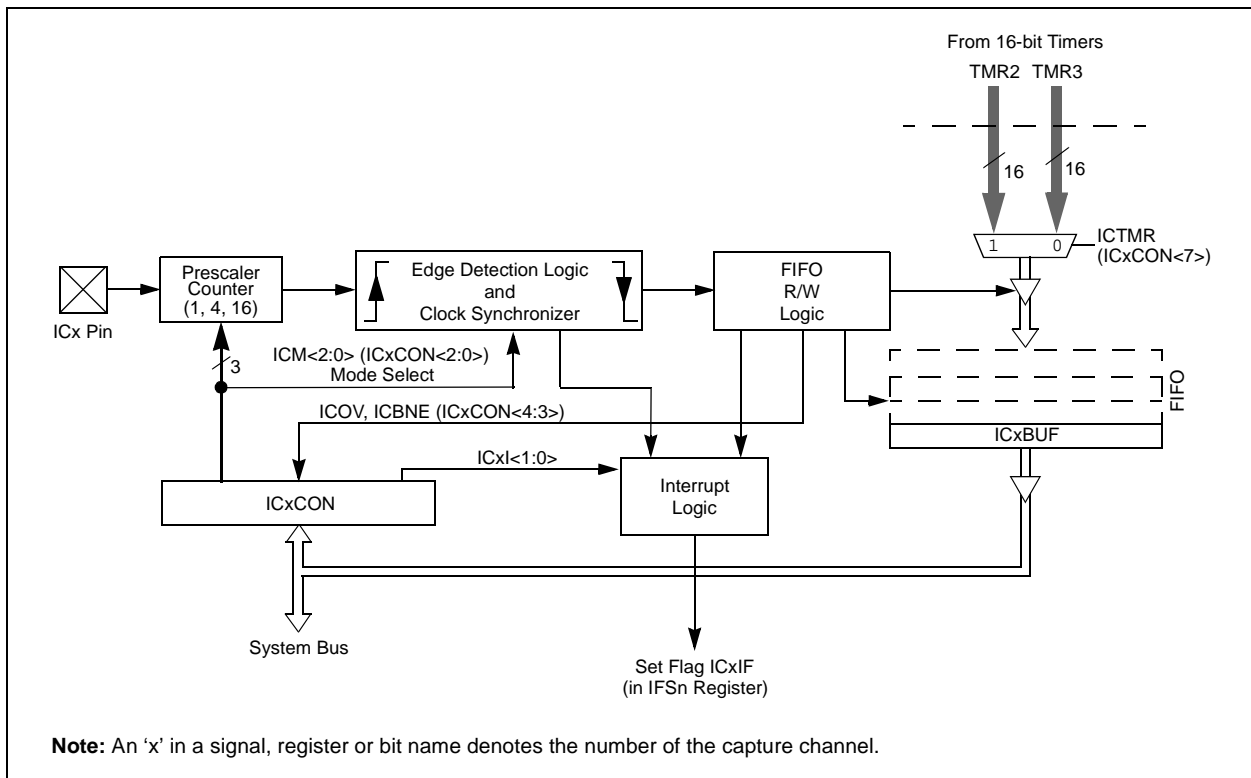 From 16-bit Timers
TMR2 TMR3
16 16
1 0
ICTMR
(ICxCON<7>)
ICx Pin
Prescaler
Counter
(1, 4, 16)
Edge Detection Logic
and
Clock Synchronizer
FIFO
R/W
Logic
3
ICM<2:0> (ICxCON<2:0>)
Mode Select
FIFO
ICxBUF
ICOV, ICBNE (ICxCON<4:3>)
ICxI<1:0>
ICxCON
Interrupt
Logic
System Bus
Set Flag ICxIF
(in IFSn Register)
Note: An ‘x’ in a signal, register or bit name denotes the number of the capture channel.